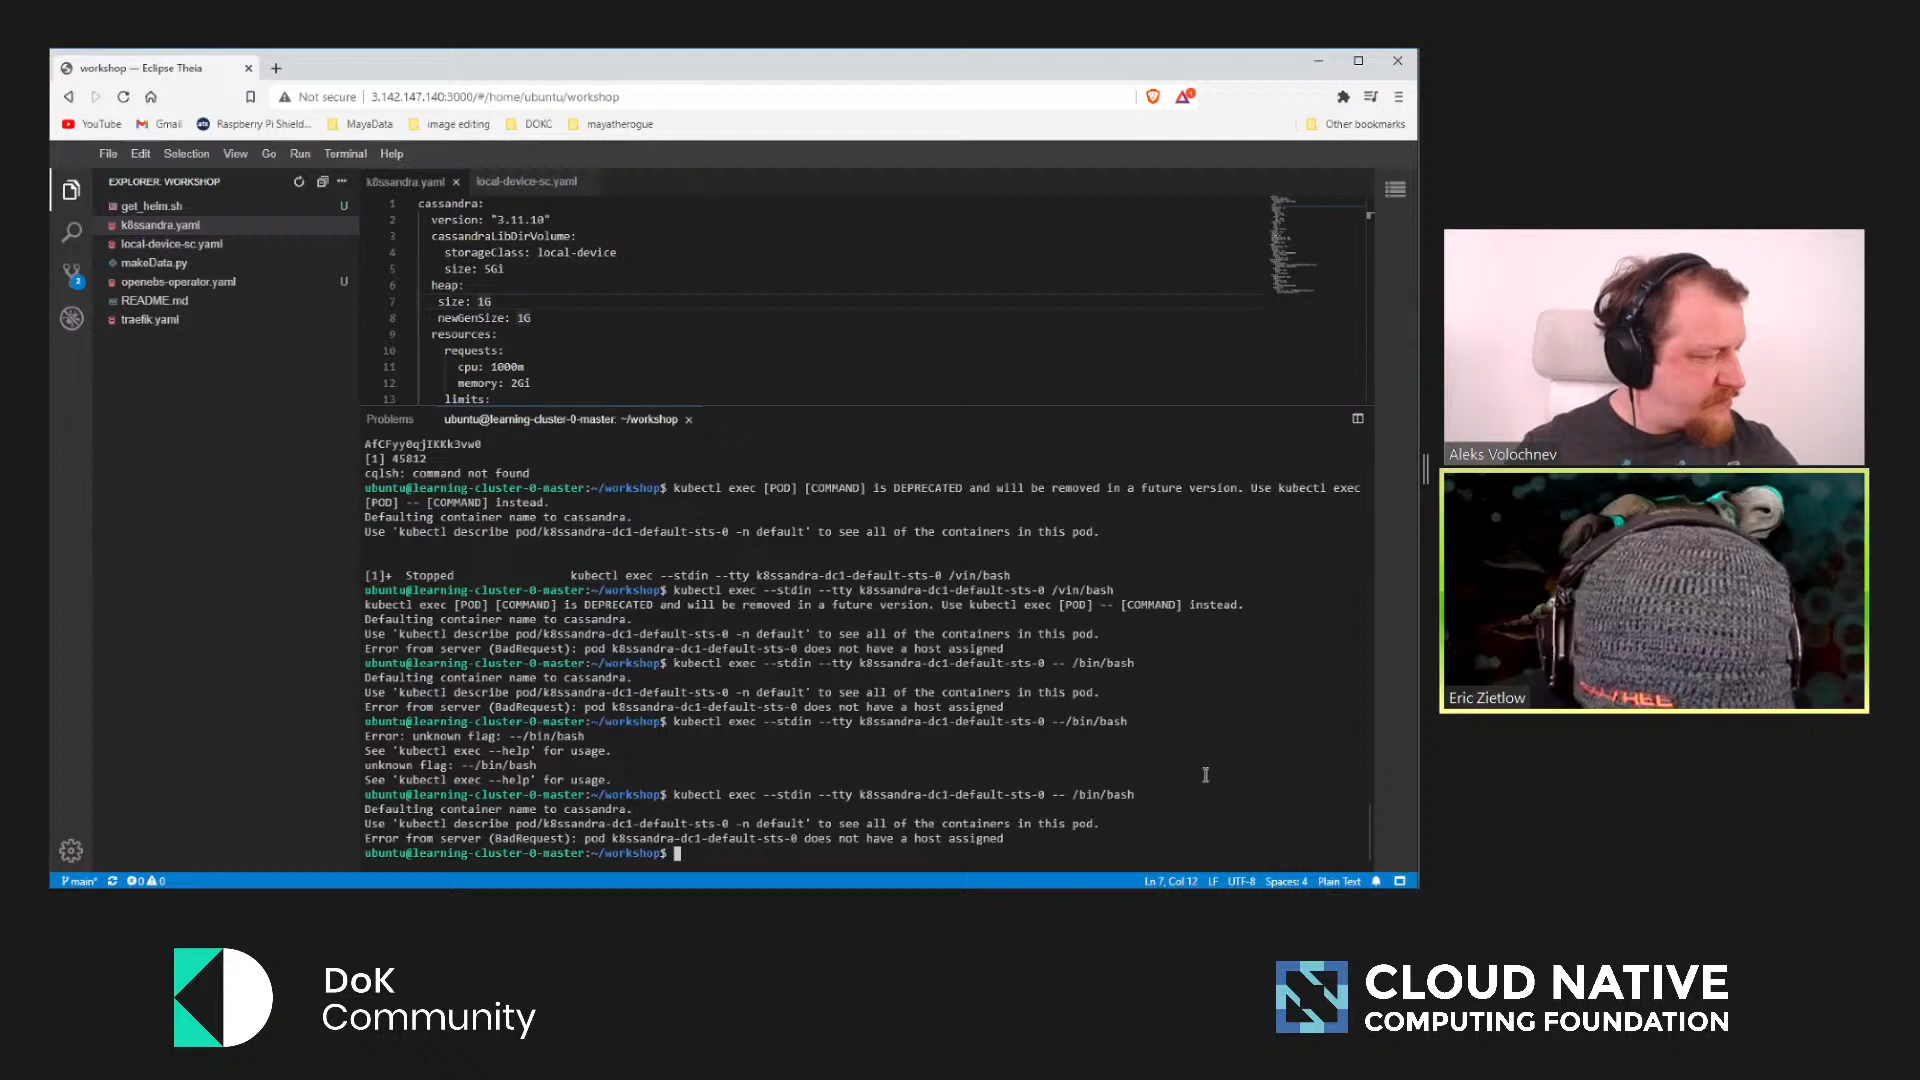 workshop — Eclipse Theia
Not secure
3.142.147.140:3000/#/home/ubuntu/workshop
YouTube
Gmail
Raspberry Pi Shield...
MayaData
image editing
DOKC
mayatherogue
Other bookmarks
File Edit Selection View Go Run Terminal Help
EXPLORER: WORKSHOP
get_helm.sh U
k8ssandra.yaml
local-device-sc.yaml
makeData.py
openebs-operator.yaml U
README.md
traefik.yaml
2
k8ssandra.yaml
local-device-sc.yaml
1 cassandra:
2 version: "3.11.10"
3 cassandraLibDirVolume:
4 storageClass: local-device
5 size: 5Gi
6 heap:
7 size: 1G
8 newGenSize: 1G
9 resources:
10 requests:
11 cpu: 1000m
12 memory: 2Gi
13 limits:
Problems
ubuntu@learning-cluster-0-master: ~/workshop
AfCFyy0qjIKKk3vw0
[1] 45812
cqlsh: command not found
ubuntu@learning-cluster-0-master:~/workshop$ kubectl exec [POD] [COMMAND] is DEPRECATED and will be removed in a future version. Use kubectl exec
[POD] -- [COMMAND] instead.
Defaulting container name to cassandra.
Use 'kubectl describe pod/k8ssandra-dc1-default-sts-0 -n default' to see all of the containers in this pod.
[1]+ Stopped kubectl exec --stdin --tty k8ssandra-dc1-default-sts-0 /vin/bash
ubuntu@learning-cluster-0-master:~/workshop$ kubectl exec --stdin --tty k8ssandra-dc1-default-sts-0 /vin/bash
kubectl exec [POD] [COMMAND] is DEPRECATED and will be removed in a future version. Use kubectl exec [POD] -- [COMMAND] instead.
Defaulting container name to cassandra.
Use 'kubectl describe pod/k8ssandra-dc1-default-sts-0 -n default' to see all of the containers in this pod.
Error from server (BadRequest): pod k8ssandra-dc1-default-sts-0 does not have a host assigned
ubuntu@learning-cluster-0-master:~/workshop$ kubectl exec --stdin --tty k8ssandra-dc1-default-sts-0 -- /bin/bash
Defaulting container name to cassandra.
Use 'kubectl describe pod/k8ssandra-dc1-default-sts-0 -n default' to see all of the containers in this pod.
Error from server (BadRequest): pod k8ssandra-dc1-default-sts-0 does not have a host assigned
ubuntu@learning-cluster-0-master:~/workshop$ kubectl exec --stdin --tty k8ssandra-dc1-default-sts-0 --/bin/bash
Error: unknown flag: --/bin/bash
See 'kubectl exec --help' for usage.
unknown flag: --/bin/bash
See 'kubectl exec --help' for usage.
ubuntu@learning-cluster-0-master:~/workshop$ kubectl exec --stdin --tty k8ssandra-dc1-default-sts-0 -- /bin/bash
Defaulting container name to cassandra.
Use 'kubectl describe pod/k8ssandra-dc1-default-sts-0 -n default' to see all of the containers in this pod.
Error from server (BadRequest): pod k8ssandra-dc1-default-sts-0 does not have a host assigned
ubuntu@learning-cluster-0-master:~/workshop$
main* 0 0
Ln 7, Col 12 LF UTF-8 Spaces: 4 Plain Text
Aleks Volochnev
Eric Zietlow
DoK
Community
CLOUD NATIVE
COMPUTING FOUNDATION